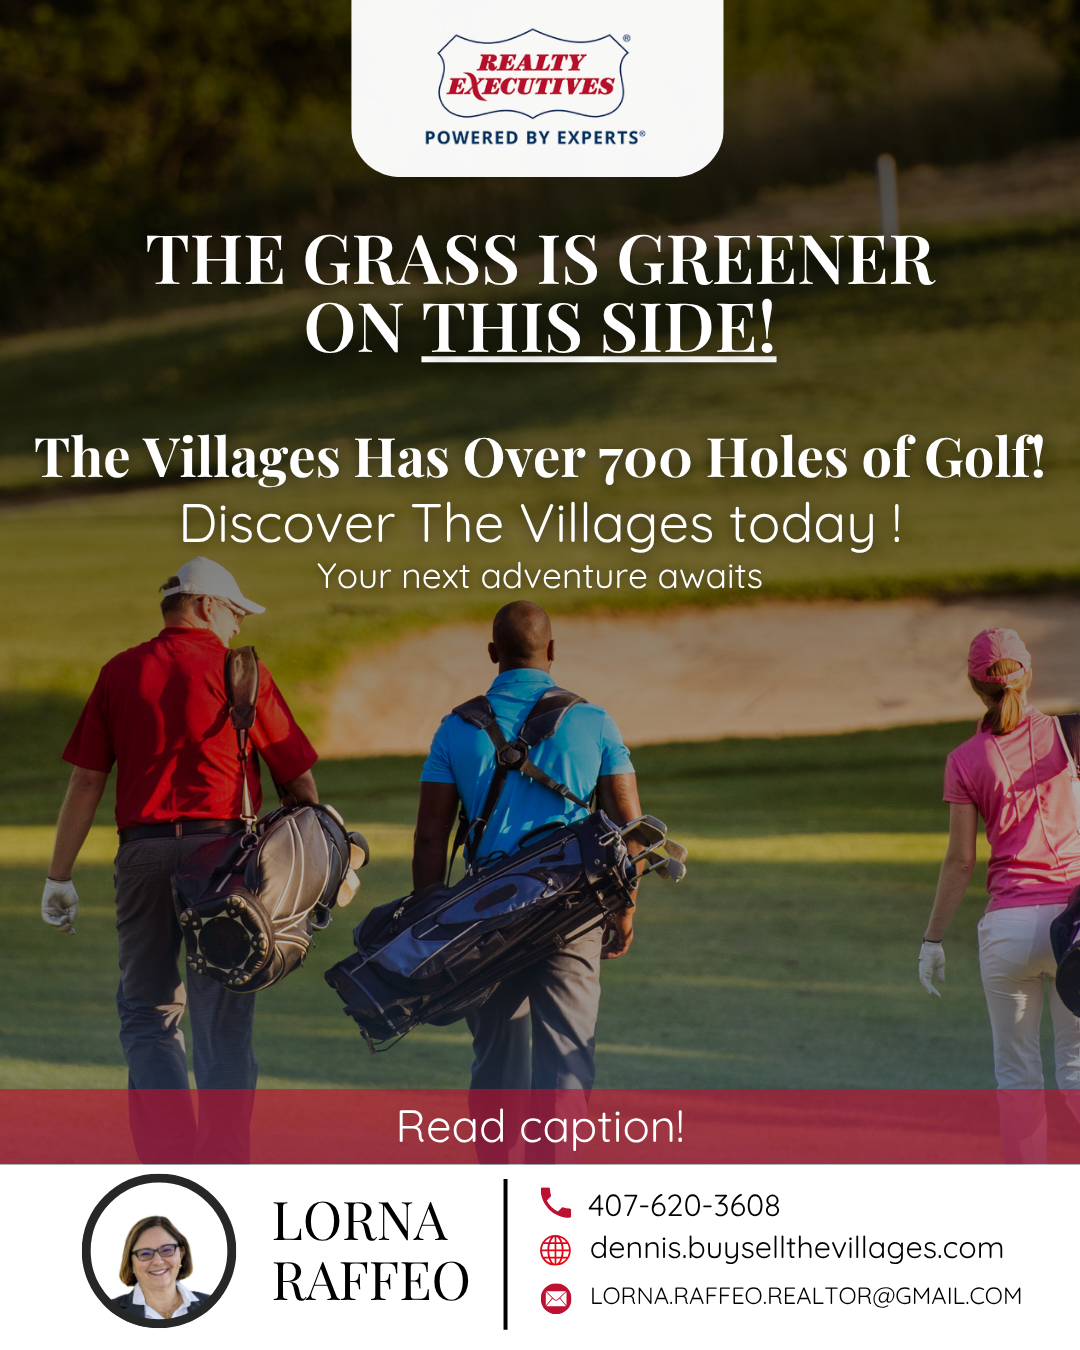 REALTY ®
EXECUTIVES
POWERED BY EXPERTS®
THE GRASS IS GREENER
ON THIS SIDE!
The Villages Has Over 700 Holes of Golf!
Discover The Villages today !
Your next adventure awaits
Read caption!
LORNA
RAFFEO
407-620-3608
dennis.buysellthevillages.com
LORNA.RAFFEO.REALTOR@GMAIL.COM